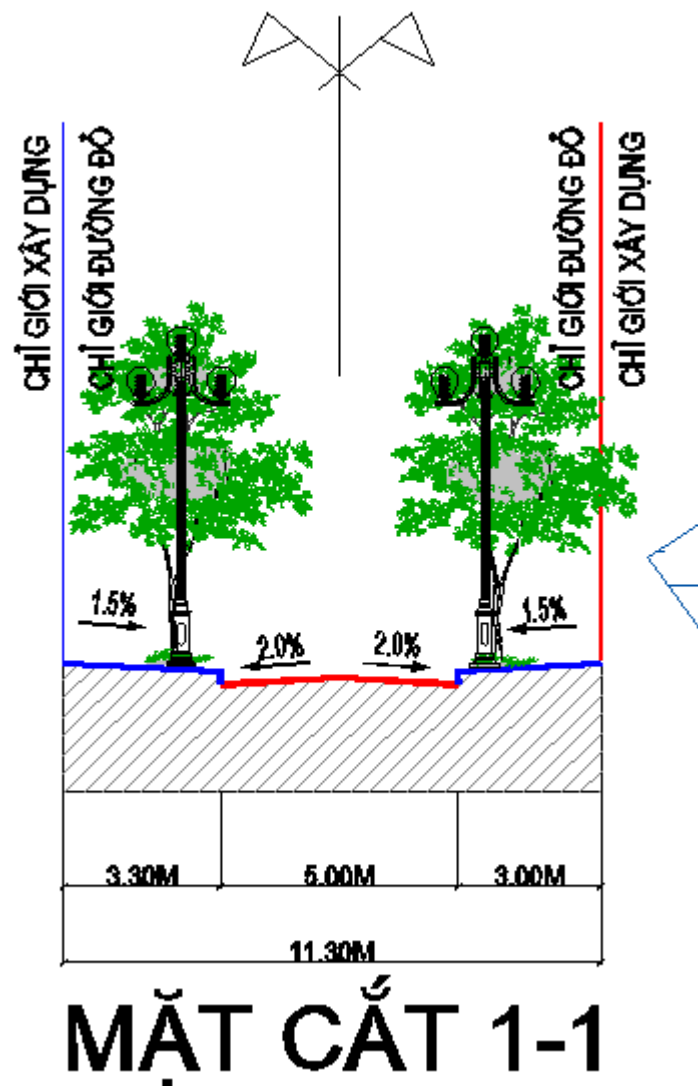 CHỈ GIỚI XÂY DỰNG
CHỈ GIỚI ĐƯỜNG ĐỎ
CHỈ GIỚI ĐƯỜNG ĐỎ
CHỈ GIỚI XÂY DỰNG
1.5%
2.0%
2.0%
1.5%
3.30M
5.00M
3.00M
11.30M
MẶT CẮT 1-1